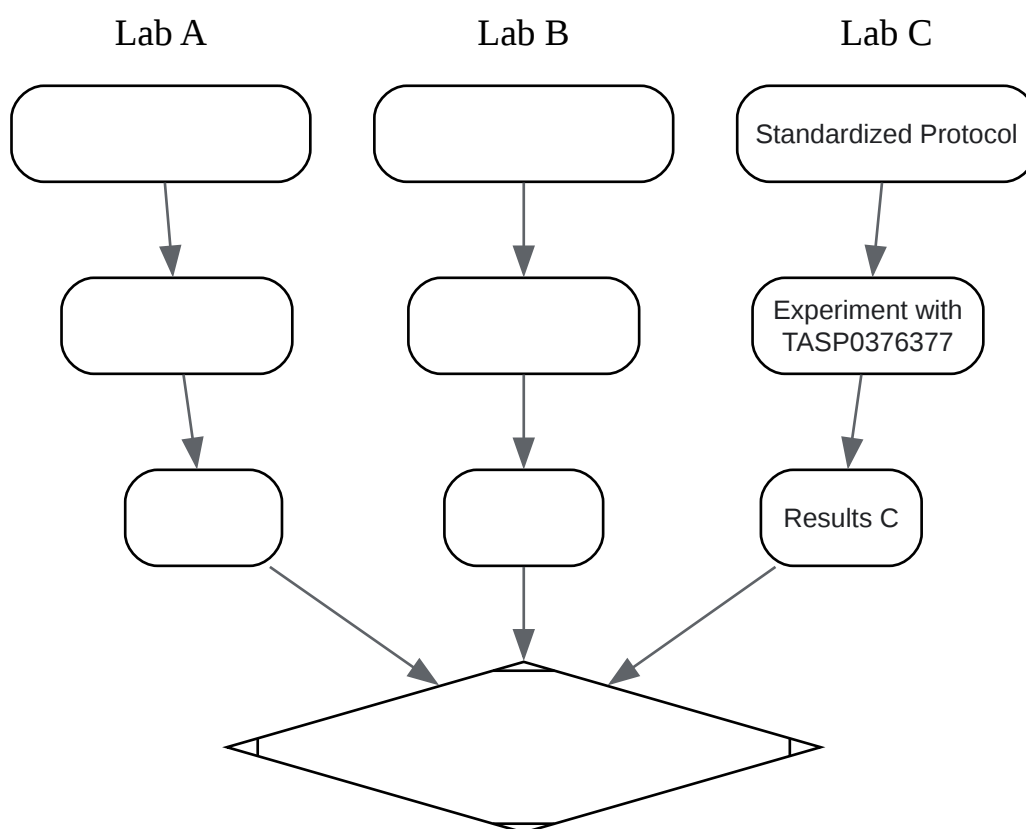 Lab A
Lab B
Lab C
Standardized Protocol
Experiment with
TASP0376377
Results C